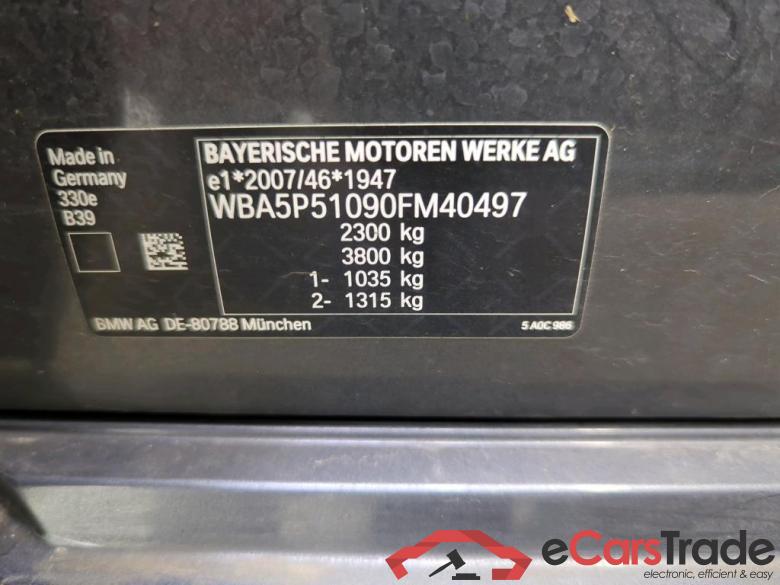 Made in
Germany
330e
B39
BAYERISCHE MOTOREN WERKE AG
e1*2007/46*1947
WBA5P51090FM40497
2300 kg
3800 kg
1- 1035 kg
2- 1315 kg
BMW AG DE-80788 München
5 A0C 986
eCarsTrade
electronic, efficient & easy